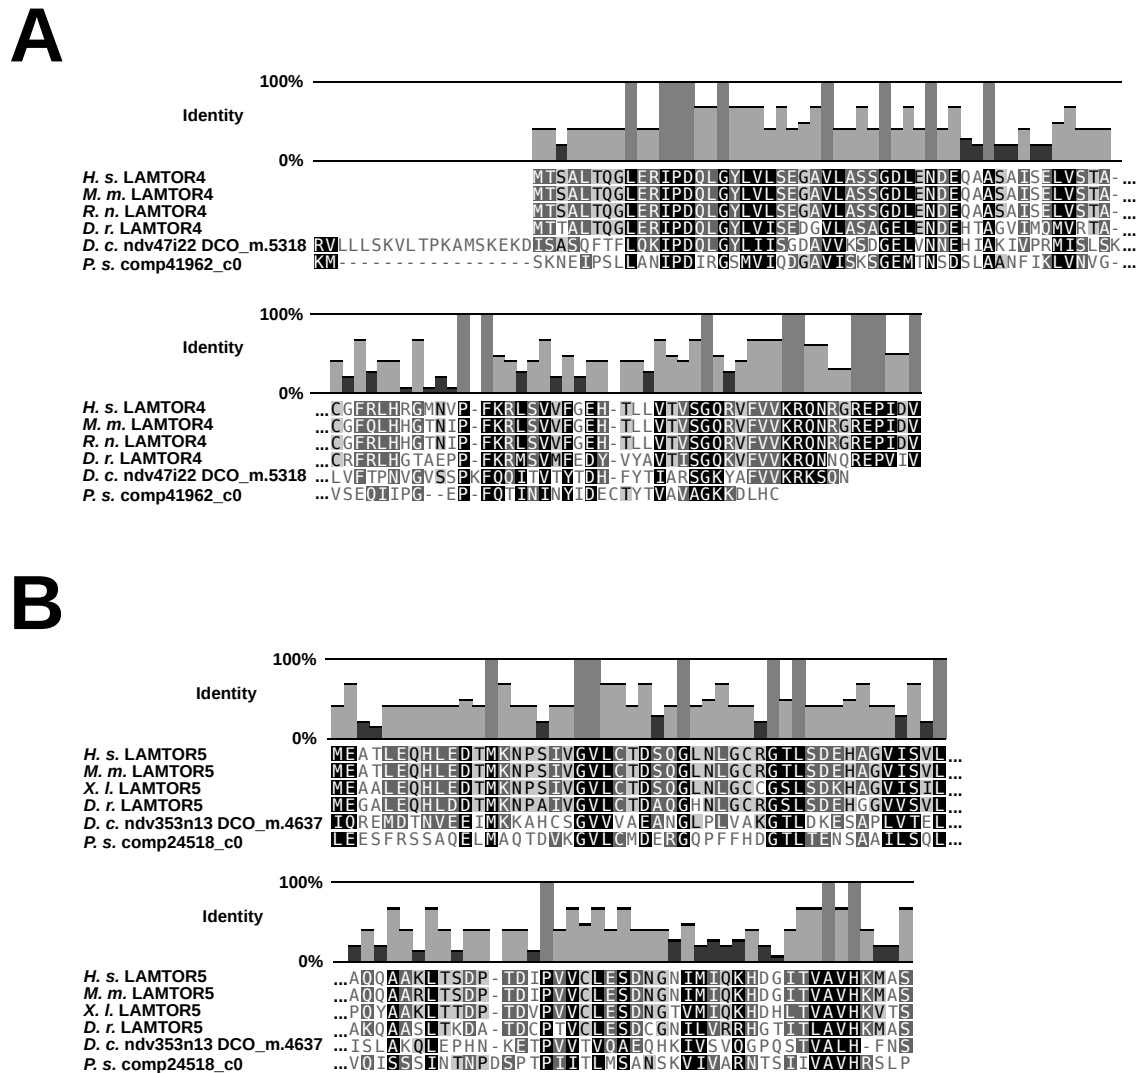 A
100%
Identity
0%
H. s. LAMTOR4 MTSALTQGLERIPDQLGYLVLSEGAVLASSGDLENDEQAASAISELVSTA-...
M. m. LAMTOR4 MTSALTQGLERIPDQLGYLVLSEGAVLASSGDLENDEQAASAISELVSTA-...
R. n. LAMTOR4 MTSALTQGLERIPDQLGYLVLSEGAVLASSGDLENDEQAASAISELVSTA-...
D. r. LAMTOR4 MTTALTQGLERIPDQLGYLVISEDGVLASAGELENDEHTAGVIMQMVRTA-...
D. c. ndv47i22 DCO_m.5318 RVLLLSKVLTPKAMSKEKDISASQFTFLQKIPDQLGYLIISGDAVVKSDGELVNNEHIAKIVPRMISLSK...
P. s. comp41962_c0 KM-----------------SKNEIPSLLANIPDIRGSMVIQDGAVISKSGEMTNSDSLAANFIKLVNVG-...
100%
Identity
0%
H. s. LAMTOR4 ...CGFRLHRGMNVP-FKRLSVVFGEH-TLLVTVSGQRVFVVKRQNRGREPIDV
M. m. LAMTOR4 ...CGFQLHHGTNIP-FKRLSVVFGEH-TLLVTVSGQRVFVVKRQNRGREPIDV
R. n. LAMTOR4 ...CGFRLHHGTNIP-FKRLSVVFGEH-TLLVTVSGQRVFVVKRQNRGREPIDV
D. r. LAMTOR4 ...CRFRLHGTAEPP-FKRMSVMFEDY-VYAVTISGQKVFVVKRQNNQREPVIV
D. c. ndv47i22 DCO_m.5318 ...LVFTPNVGVSSPKFQQITVTYTDH-FYTIARSGKYAFVVKRKSQN
P. s. comp41962_c0 ...VSEQIIPG--EP-FQTININYIDECTYTVAVAGKKDLHC
B
100%
Identity
0%
H. s. LAMTOR5 MEATLEQHLEDTMKNPSIVGVLCTDSQGLNLGCRGTLSDEHAGVISVL...
M. m. LAMTOR5 MEATLEQHLEDTMKNPSIVGVLCTDSQGLNLGCRGTLSDEHAGVISVL...
X. l. LAMTOR5 MEAALEQHLEDTMKNPSIVGVLCTDSQGLNLGCCGSLSDKHAGVISIL...
D. r. LAMTOR5 MEGALEQHLDDTMKNPAIVGVLCTDAQGHNLGCRGSLSDEHGGVVSVL...
D. c. ndv353n13 DCO_m.4637 IQREMDTNVEEIMKKAHCSGVVVAEANGLPLVAKGTLDKESAPLVTEL...
P. s. comp24518_c0 LEESFRSSAQELMAQTDVKGVLCMDERGQPFFHDGTLTENSAAILSQL...
100%
Identity
0%
H. s. LAMTOR5 ...AQQAAKLTSDP-TDIPVVCLESDNGNIMIQKHDGITVAVHKMAS
M. m. LAMTOR5 ...AQQAARLTSDP-TDIPVVCLESDNGNIMIQKHDGITVAVHKMAS
X. l. LAMTOR5 ...PQYAAKLTTDP-TDVPVVCLESDNGTVMIQKHDHLTVAVHKVTS
D. r. LAMTOR5 ...AKQAASLTKDA-TDCPTVCLESDCGNILVRRHGTITLAVHKMAS
D. c. ndv353n13 DCO_m.4637 ...ISLAKQLEPHN-KETPVVTVQAEQHKIVSVQGPQSTVALH-FNS
P. s. comp24518_c0 ...VQISSSINTNPDSPTPIITLMSANSKVIVARNTSIIVAVHRSLP